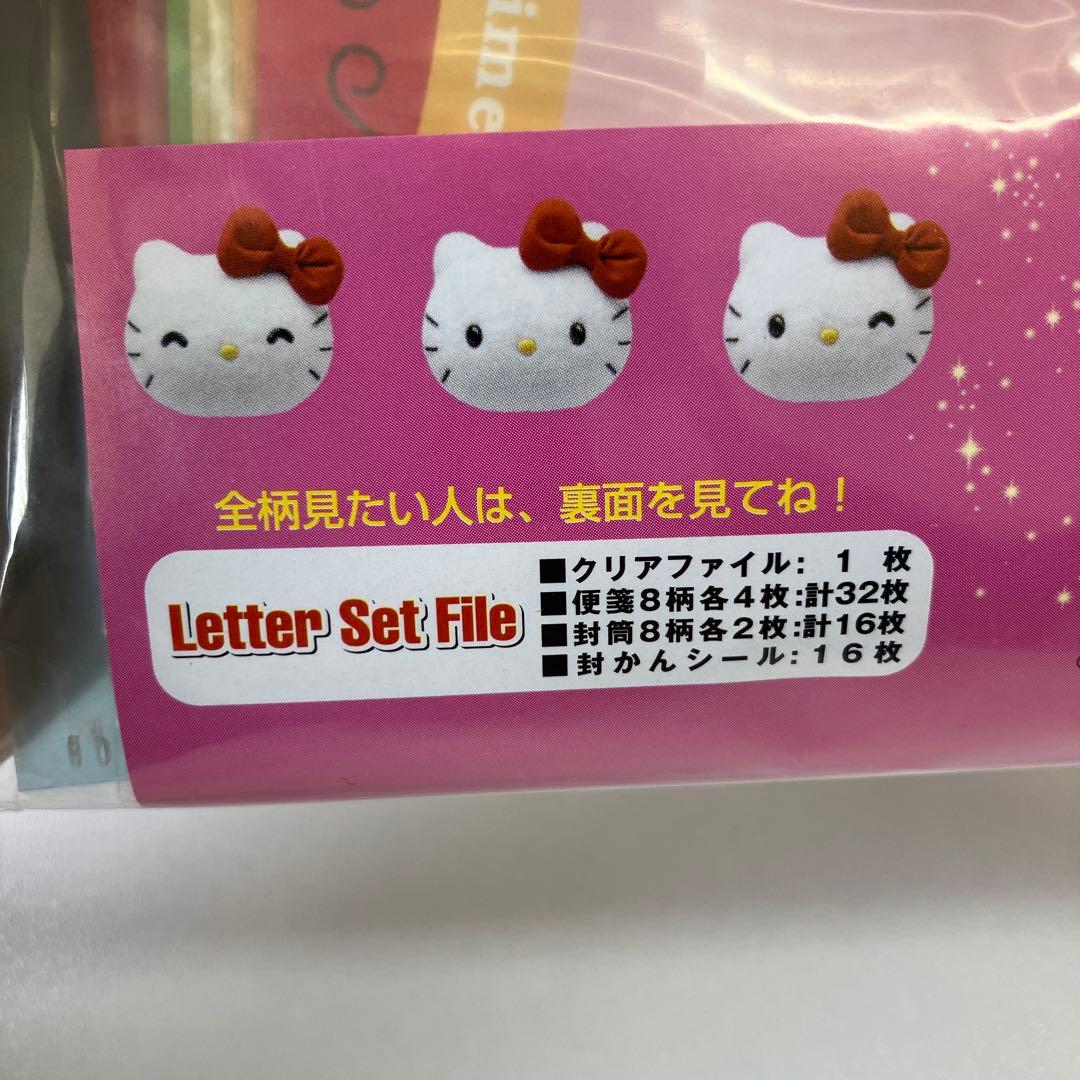 ime
全柄見たい人は、裏面を見てね！
Letter Set File
■クリアファイル：１枚
■便箋８柄各４枚：計32枚
■封筒８柄各２枚：計16枚
■封かんシール：１６枚